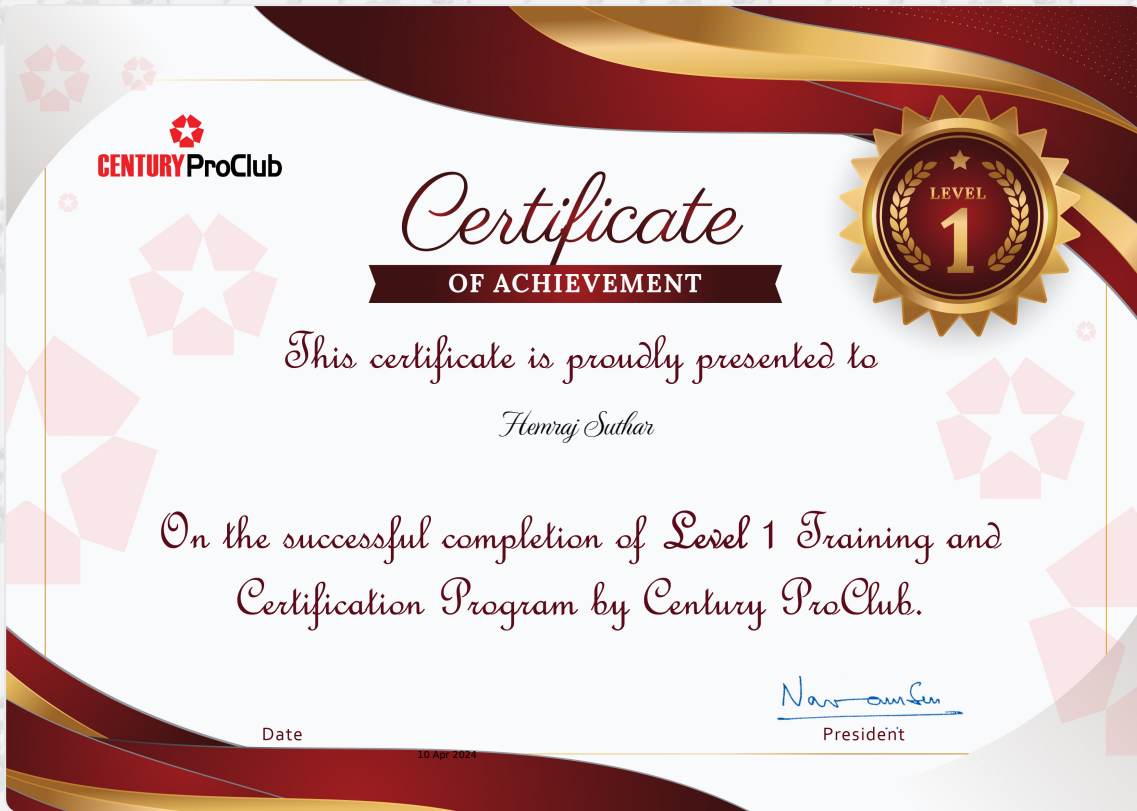 CENTURY ProClub
LEVEL
1
Certificate
OF ACHIEVEMENT
This certificate is proudly presented to
Hemraj Suthar
On the successful completion of Level 1 Training and
Certification Program by Century ProClub.
Date
President
10 Apr 2024